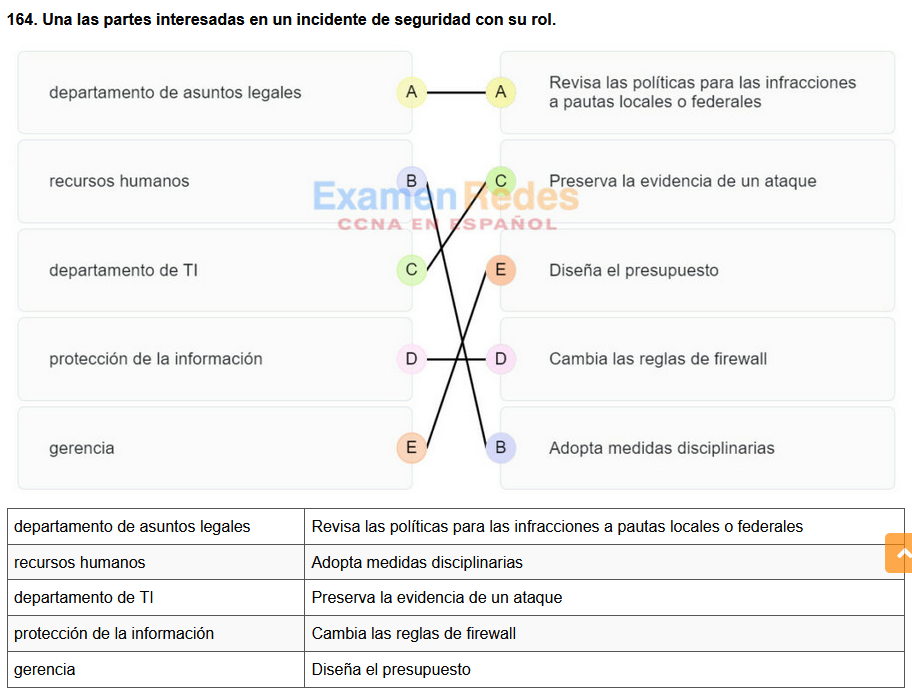 164. Una las partes interesadas en un incidente de seguridad con su rol.
departamento de asuntos legales
A
A
Revisa las políticas para las infracciones
a pautas locales o federales
recursos humanos
B
C
Preserva la evidencia de un ataque
ExamenRedes
CCNA EN ESPAÑOL
departamento de TI
C
E
Diseña el presupuesto
protección de la información
D
D
Cambia las reglas de firewall
gerencia
E
B
Adopta medidas disciplinarias
departamento de asuntos legales
Revisa las políticas para las infracciones a pautas locales o federales
recursos humanos
Adopta medidas disciplinarias
departamento de TI
Preserva la evidencia de un ataque
protección de la información
Cambia las reglas de firewall
gerencia
Diseña el presupuesto